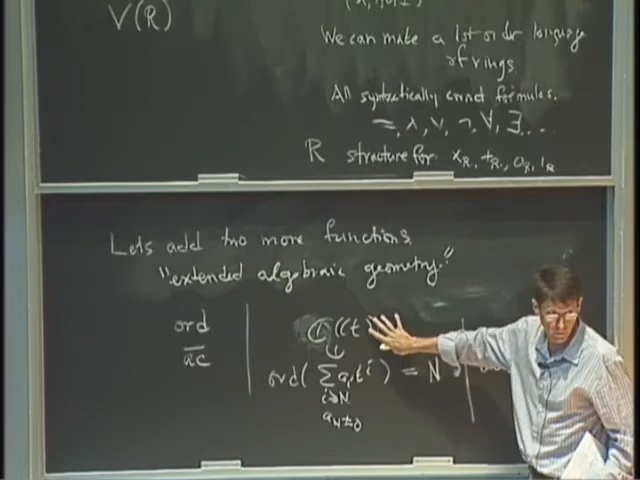 V(R)
We can make a 1st order language
of rings
All syntactically correct formulas.
=, ∧, ∨, ¬, ∀, ∃...
R structure for ×_R, +_R, 0_R, 1_R
Lets add two more functions
"extended algebraic geometry."
ord
ac
ℂ((t
ord( ∑ a_i t^i ) = N
i≥N
a_N≠0